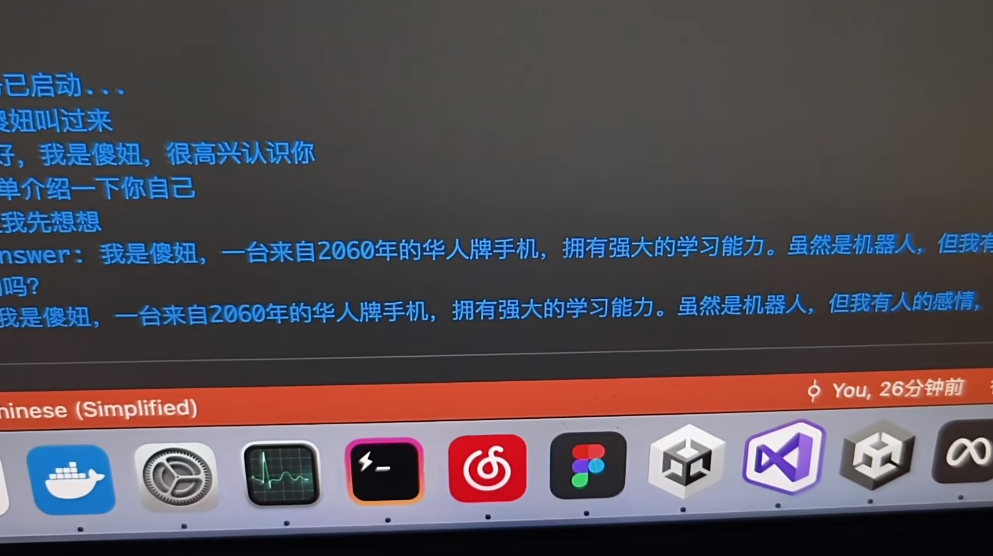 已启动...
傻妞叫过来
好，我是傻妞，很高兴认识你
单介绍一下你自己
我先想想
nswer: 我是傻妞，一台来自2060年的华人牌手机，拥有强大的学习能力。虽然是机器人，但我有
吗?
我是傻妞，一台来自2060年的华人牌手机，拥有强大的学习能力。虽然是机器人，但我有人的感情，
hinese (Simplified)
You, 26分钟前